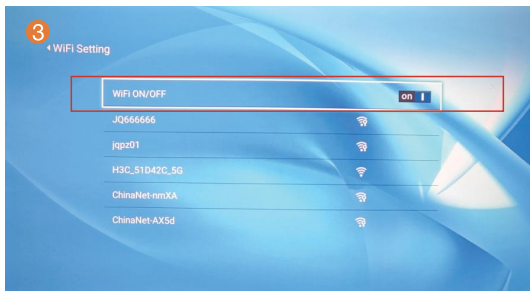 3
WiFi Setting
WiFi ON/OFF on
JQ666666
jqpz01
H3C_51D42C_5G
ChinaNet-nmXA
ChinaNet-AX5d